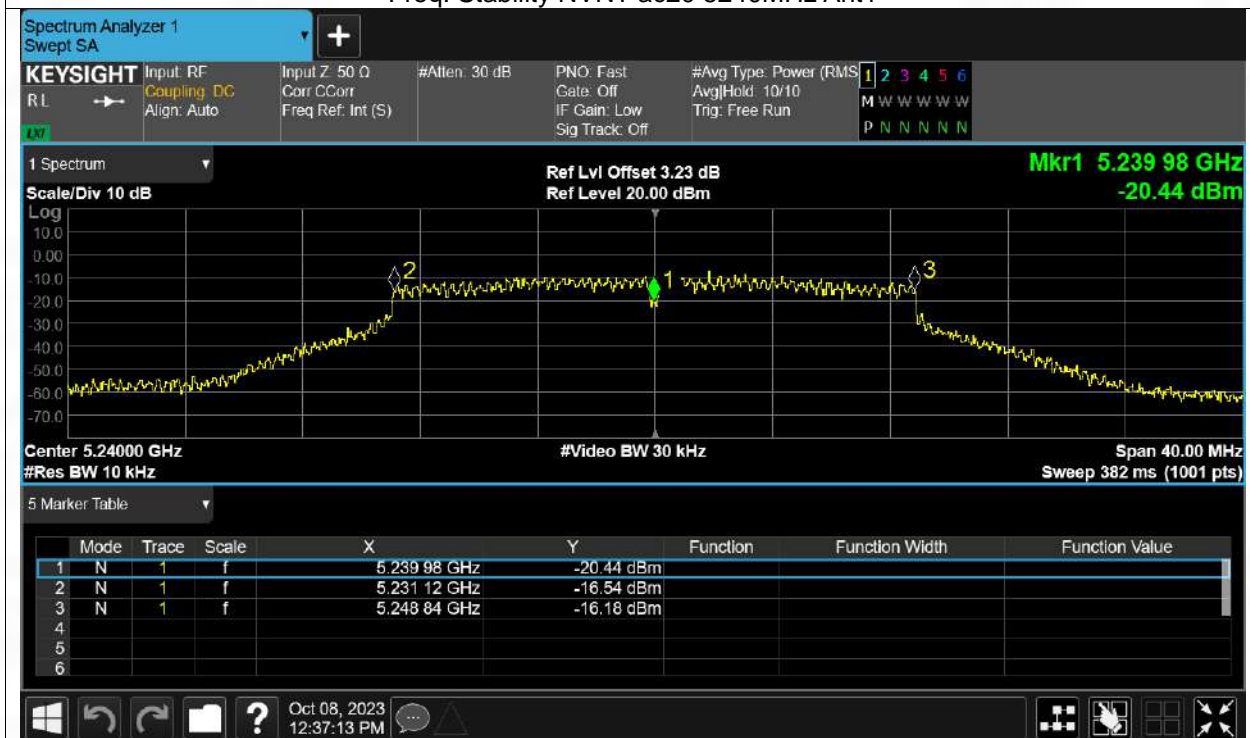 Freq. Stability NVNT ac20 5240MHz Ant1
Spectrum Analyzer 1
Swept SA
+
KEYSIGHT Input: RF Input Z: 50 Ω #Atten: 30 dB PNO: Fast #Avg Type: Power (RMS 1 2 3 4 5 6
RL Coupling: DC Corr CCorr Gate: Off Avg|Hold: 10/10 M W W W W W
Align: Auto Freq Ref: Int (S) IF Gain: Low Trig: Free Run
LXI Sig Track: Off P N N N N N
1 Spectrum Ref Lvl Offset 3.23 dB Mkr1 5.239 98 GHz
Scale/Div 10 dB Ref Level 20.00 dBm -20.44 dBm
Log
10.0
0.00
-10.0 2 1 3
-20.0
-30.0
-40.0
-50.0
-60.0
-70.0
Center 5.24000 GHz #Video BW 30 kHz Span 40.00 MHz
#Res BW 10 kHz Sweep 382 ms (1001 pts)
5 Marker Table
Mode Trace Scale X Y Function Function Width Function Value
1 N 1 f 5.239 98 GHz -20.44 dBm
2 N 1 f 5.231 12 GHz -16.54 dBm
3 N 1 f 5.248 84 GHz -16.18 dBm
4
5
6
? Oct 08, 2023
12:37:13 PM